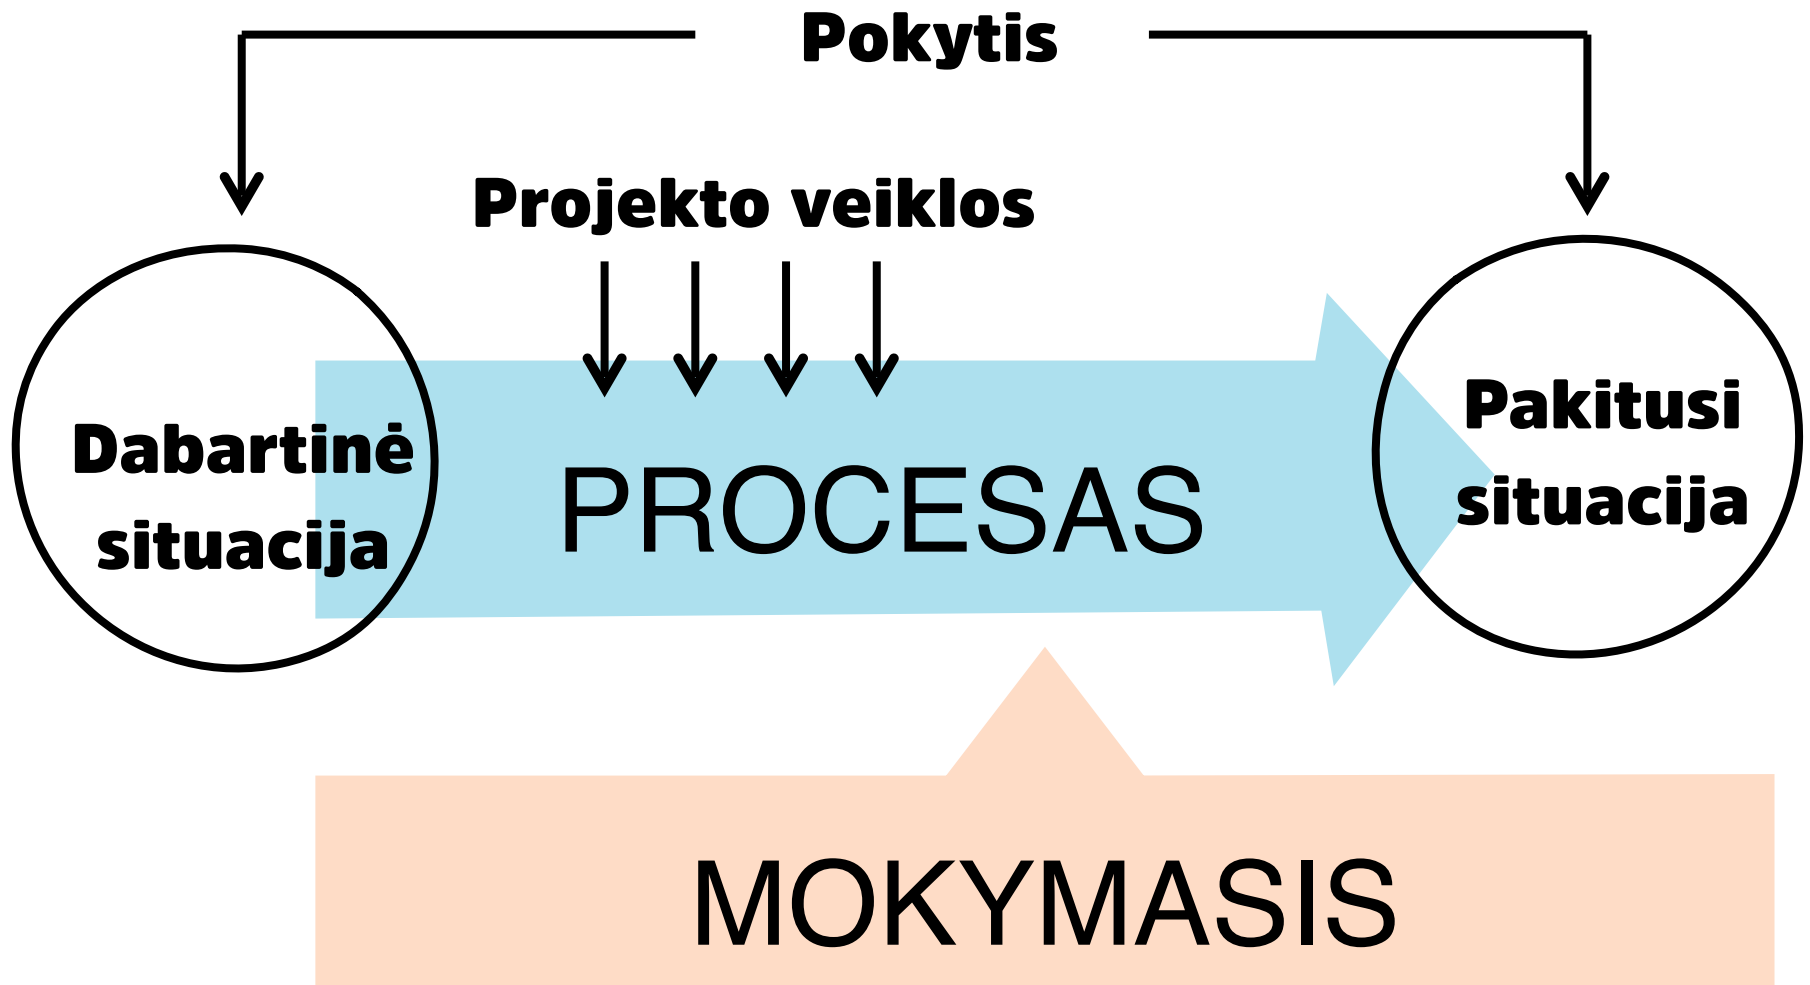 Pokytis
Projekto veiklos
Dabartinė
situacija
PROCESAS
Pakitusi
situacija
MOKYMASIS